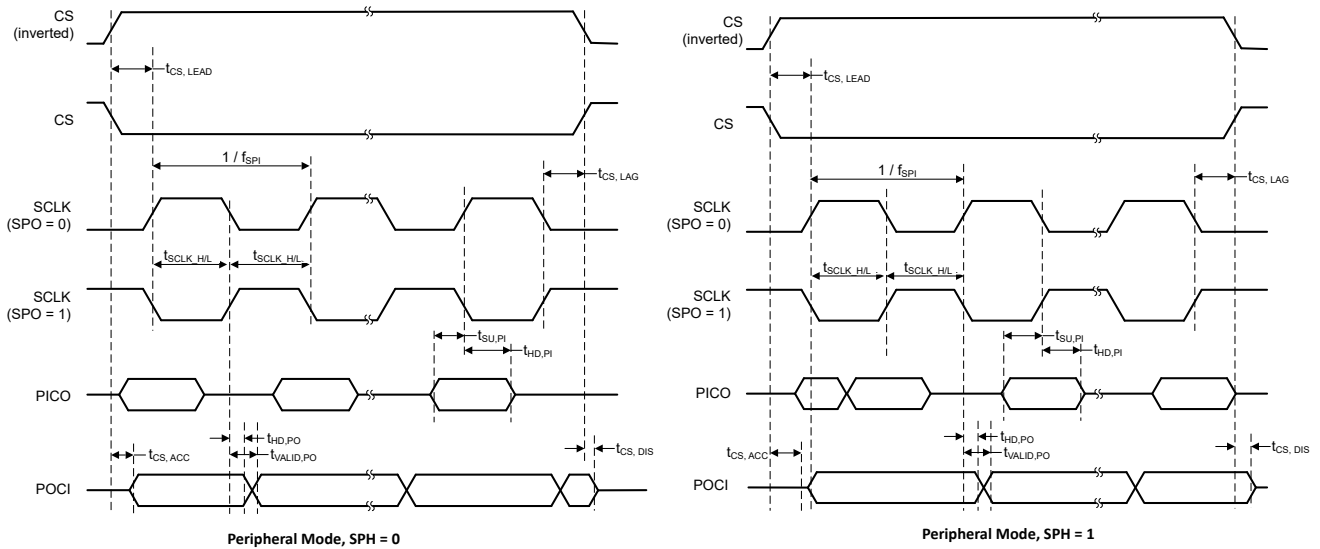 CS
(inverted)
tCS, LEAD
CS
1 / fSPI
tCS, LAG
SCLK
(SPO = 0)
tSCLK_H/L
tSCLK_H/L
SCLK
(SPO = 1)
tSU,PI
tHD,PI
PICO
tHD,PO
tVALID,PO
tCS, ACC
tCS, DIS
POCI
Peripheral Mode, SPH = 0
CS
(inverted)
tCS, LEAD
CS
1 / fSPI
tCS, LAG
SCLK
(SPO = 0)
tSCLK_H/L
tSCLK_H/L
SCLK
(SPO = 1)
tSU,PI
tHD,PI
PICO
tHD,PO
tVALID,PO
tCS, ACC
tCS, DIS
POCI
Peripheral Mode, SPH = 1